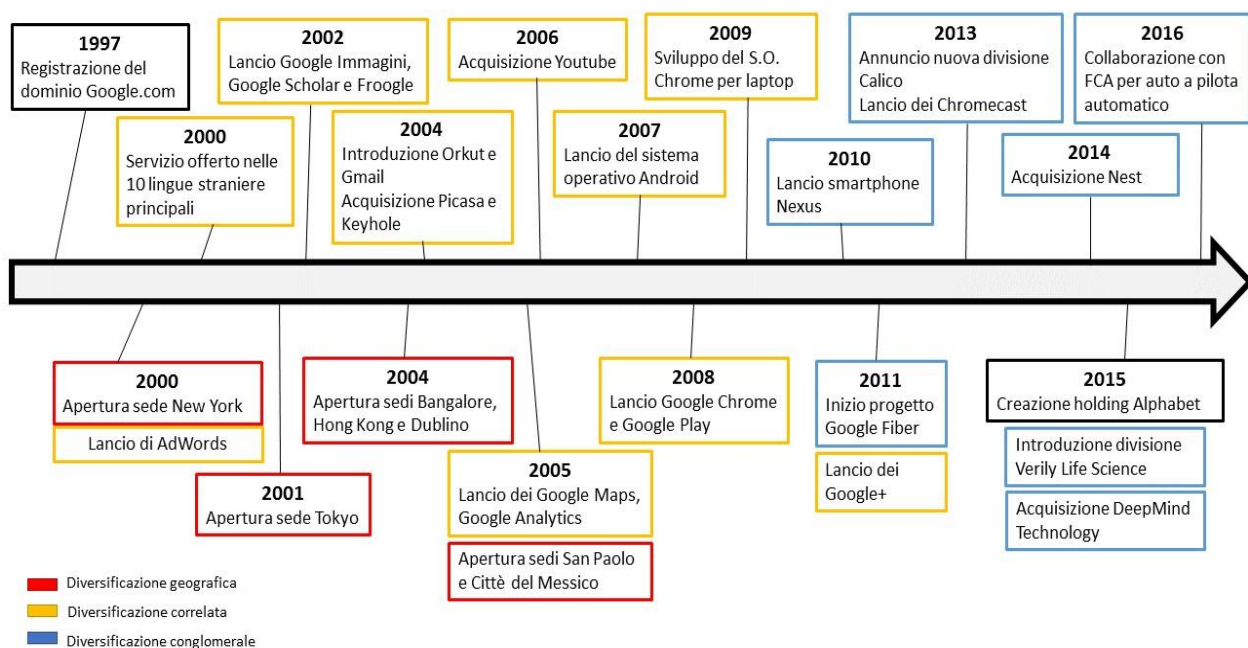 1997
Registrazione del
dominio Google.com
2000
Servizio offerto nelle
10 lingue straniere
principali
2002
Lancio Google Immagini,
Google Scholar e Froogle
2004
Introduzione Orkut e
Gmail
Acquisizione Picasa e
Keyhole
2006
Acquisizione Youtube
2007
Lancio del sistema
operativo Android
2009
Sviluppo del S.O.
Chrome per laptop
2010
Lancio smartphone
Nexus
2013
Annuncio nuova divisione
Calico
Lancio dei Chromecast
2014
Acquisizione Nest
2016
Collaborazione con
FCA per auto a pilota
automatico
2000
Apertura sede New York
Lancio di AdWords
2001
Apertura sede Tokyo
2004
Apertura sedi Bangalore,
Hong Kong e Dublino
2005
Lancio dei Google Maps,
Google Analytics
Apertura sedi San Paolo
e Cittè del Messico
2008
Lancio Google Chrome
e Google Play
2011
Inizio progetto
Google Fiber
Lancio dei
Google+
2015
Creazione holding Alphabet
Introduzione divisione
Verily Life Science
Acquisizione DeepMind
Technology
Diversificazione geografica
Diversificazione correlata
Diversificazione conglomerale